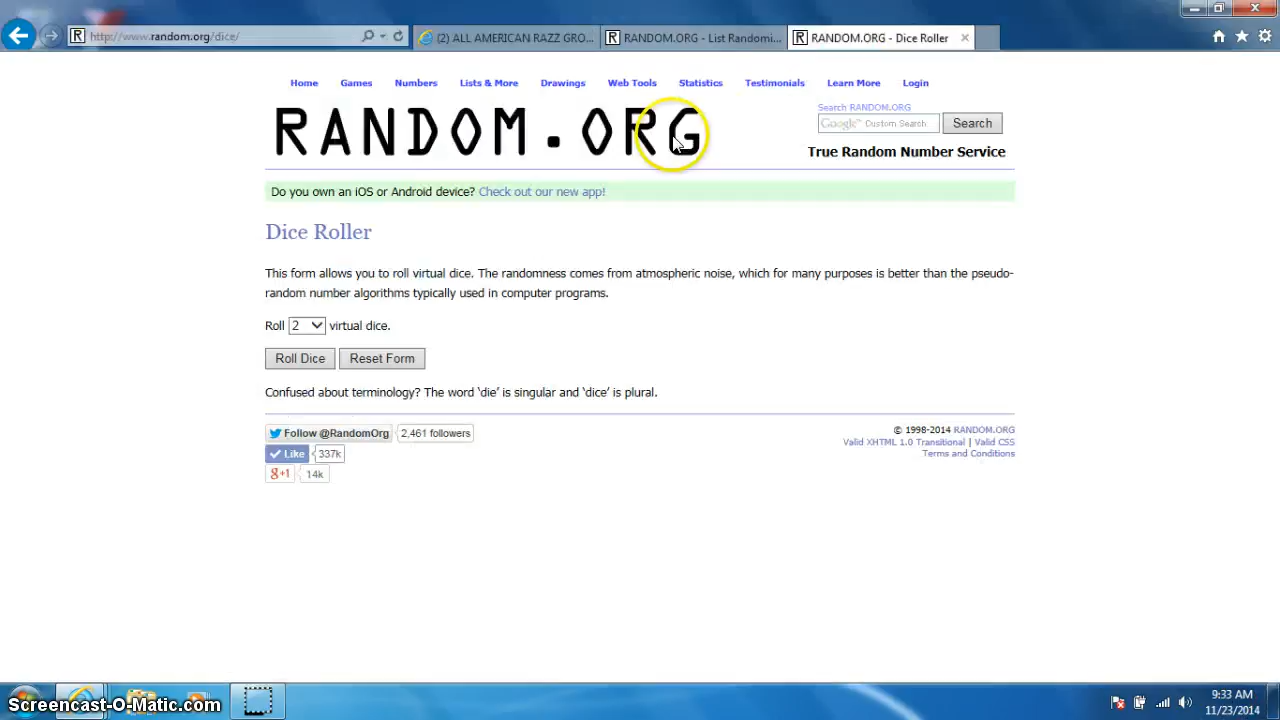 http://www.random.org/dice/
(2) ALL AMERICAN RAZZ GRO...
RANDOM.ORG - List Randomi...
RANDOM.ORG - Dice Roller
Home Games Numbers Lists & More Drawings Web Tools Statistics Testimonials Learn More Login
RANDOM.ORG
Search RANDOM.ORG
Google™ Custom Search
Search
True Random Number Service
Do you own an iOS or Android device? Check out our new app!
Dice Roller
This form allows you to roll virtual dice. The randomness comes from atmospheric noise, which for many purposes is better than the pseudo-
random number algorithms typically used in computer programs.
Roll 2 virtual dice.
Roll Dice Reset Form
Confused about terminology? The word ‘die’ is singular and ‘dice’ is plural.
Follow @RandomOrg 2,461 followers
Like 337k
g+1 14k
© 1998-2014 RANDOM.ORG
Valid XHTML 1.0 Transitional | Valid CSS
Terms and Conditions
Screencast-O-Matic.com
9:33 AM
11/23/2014